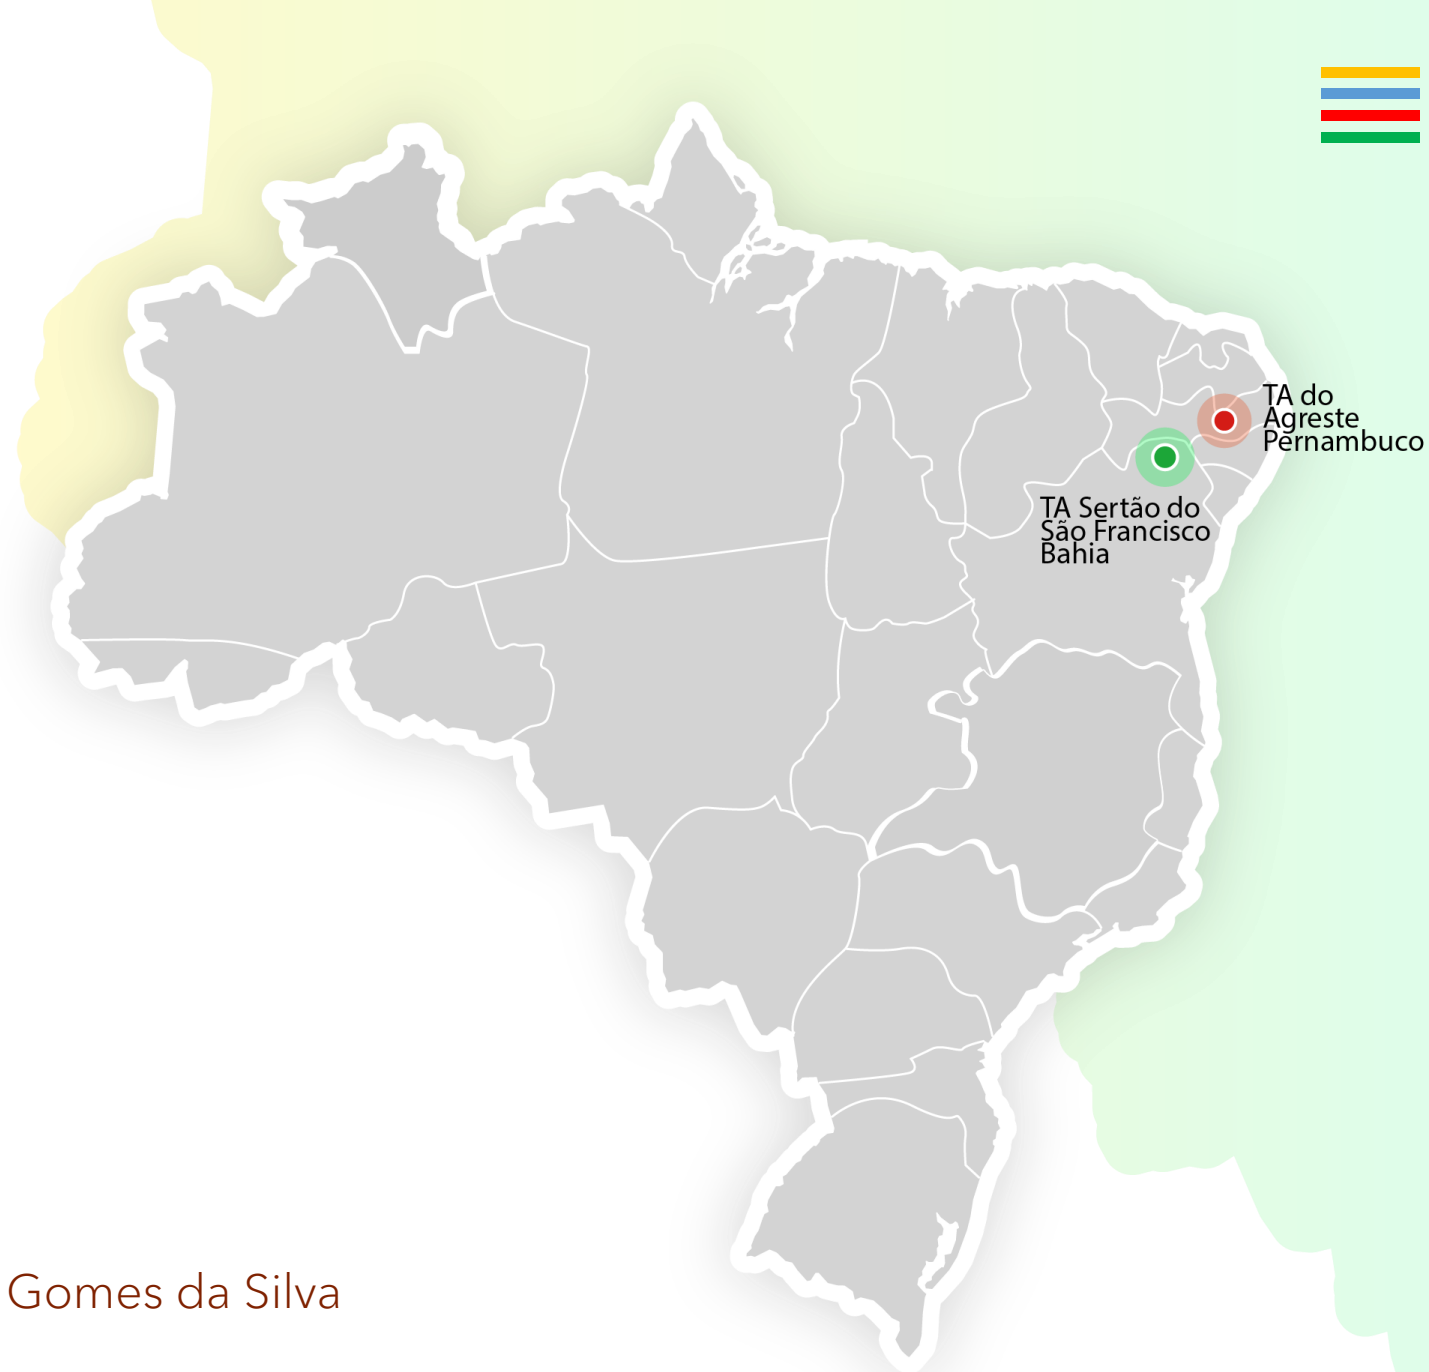 TA do
Agreste
Pernambuco
TA Sertão do
São Francisco
Bahia
Gomes da Silva